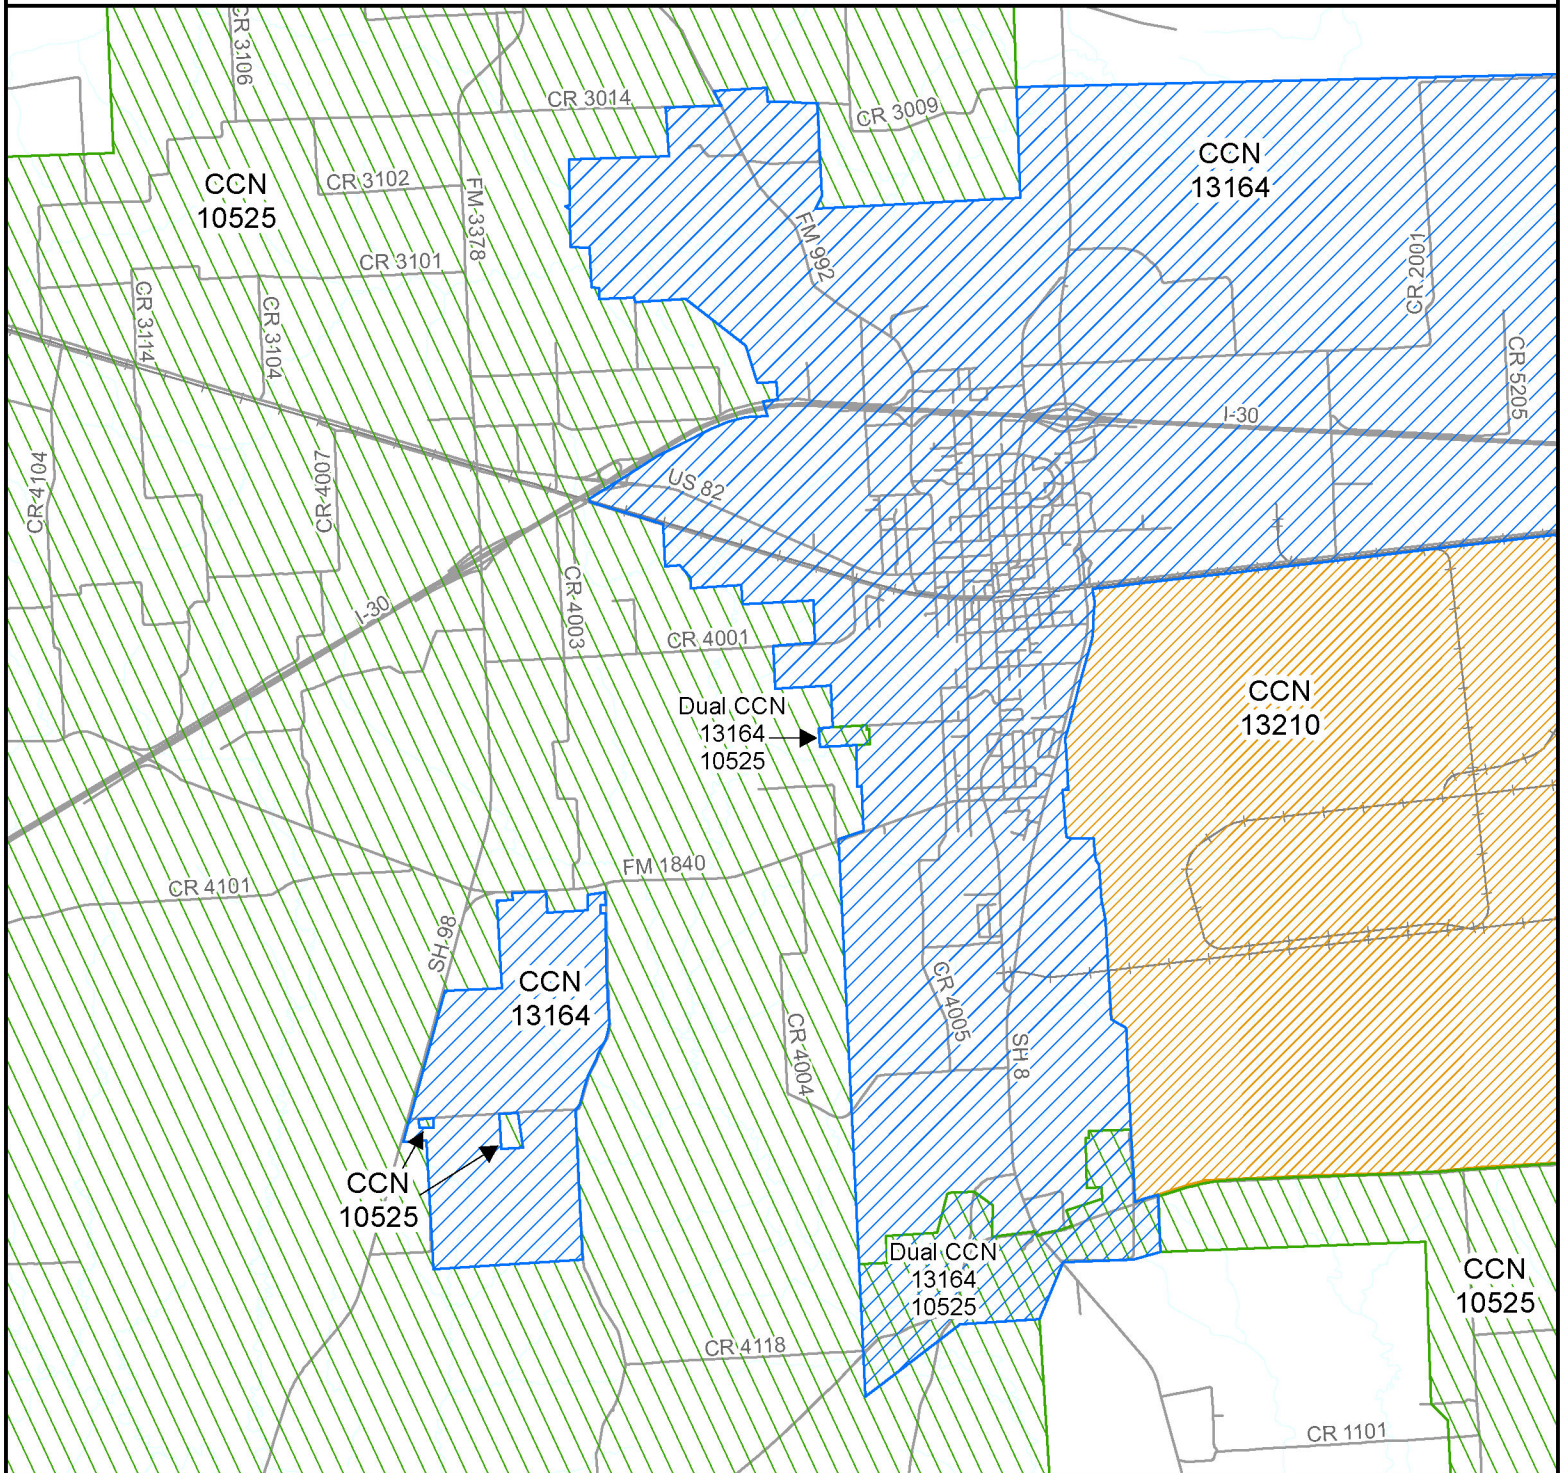 CR 3106
CR 3014
CR 3009
CCN
13164
CCN
10525
CR 3102
FM 3378
FM 992
CR 3101
CR 2001
CR 3114
CR 3104
CR 5205
I-30
CR 4104
CR 4007
US 82
I-30
CR 4003
CR 4001
CCN
13210
Dual CCN
13164
10525
FM 1840
CR 4101
SH 98
CCN
13164
CR 4005
CR 4004
SH 8
CCN
10525
Dual CCN
13164
10525
CCN
10525
CR 4118
CR 1101